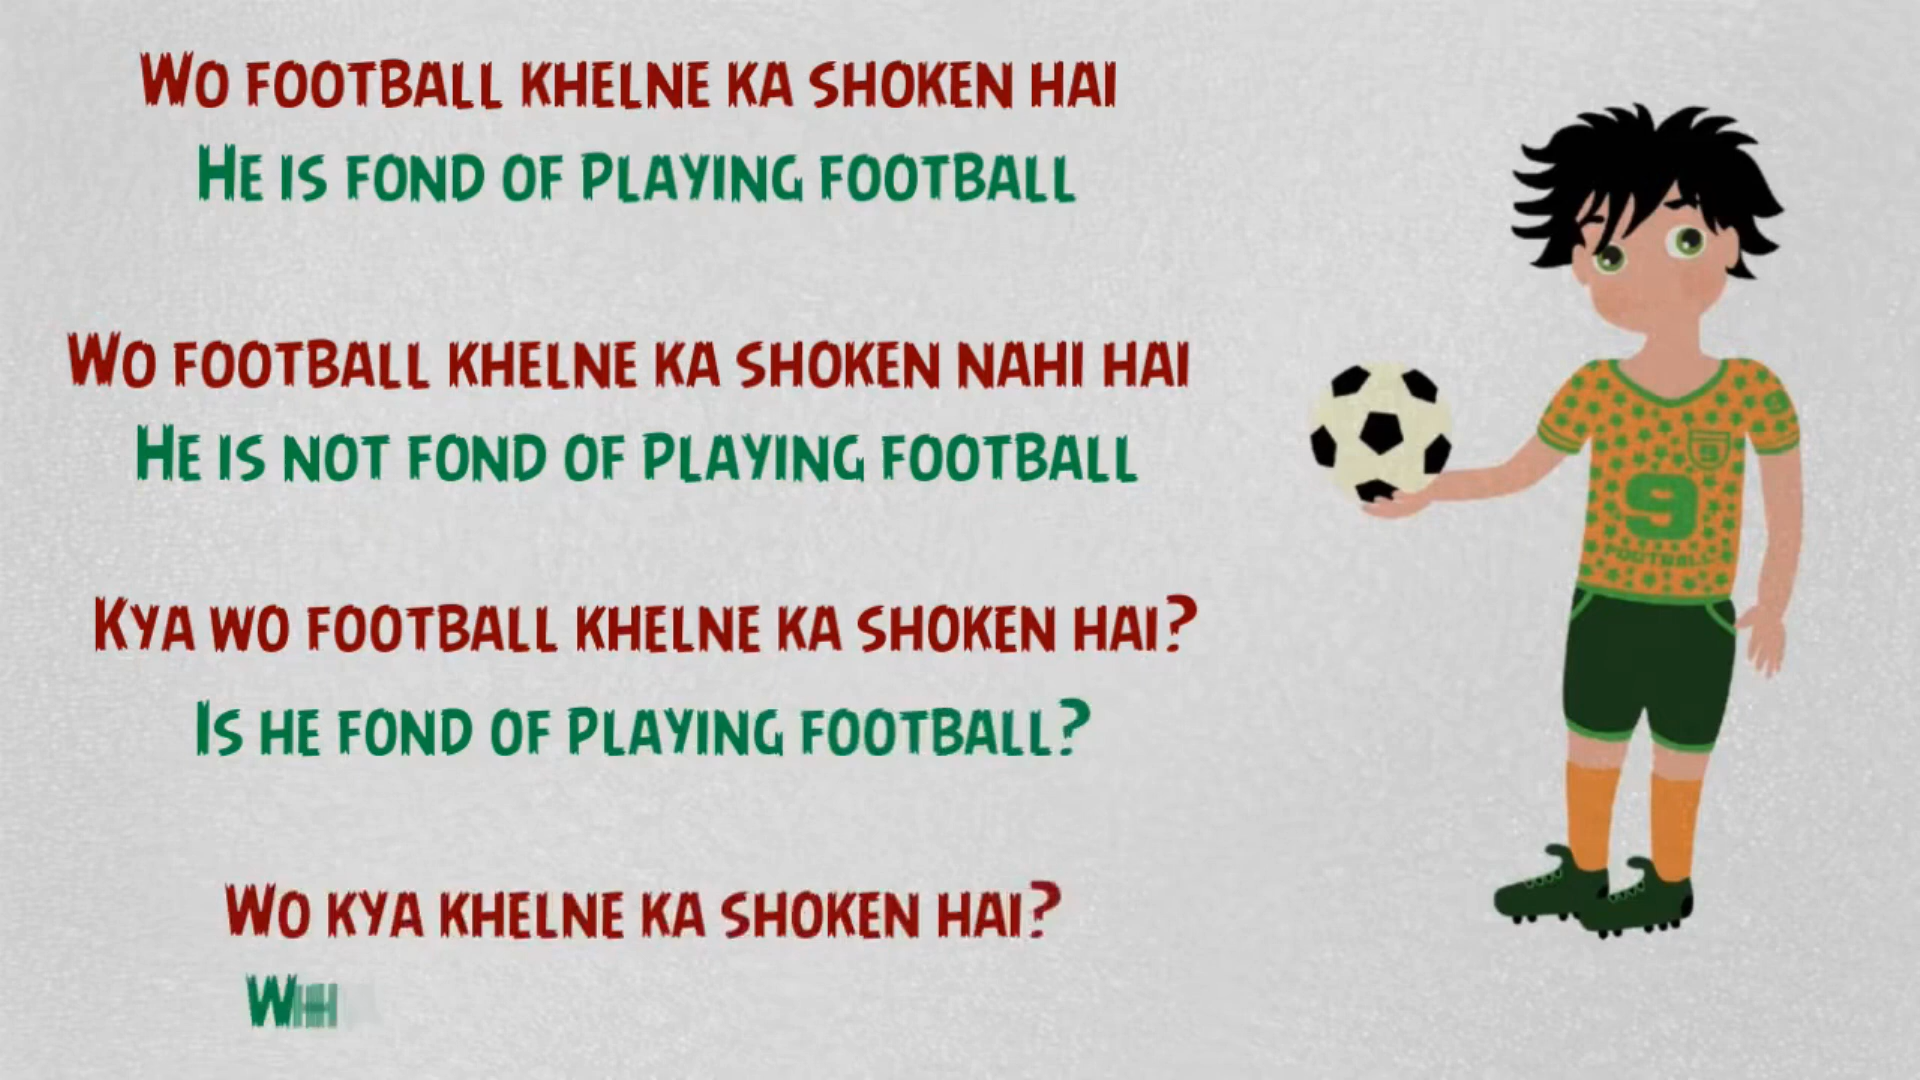 Wo football khelne ka shoken hai
He is fond of playing football
Wo football khelne ka shoken nahi hai
He is not fond of playing football
Kya wo football khelne ka shoken hai?
Is he fond of playing football?
Wo kya khelne ka shoken hai?
9
9
9
FOOTBALL